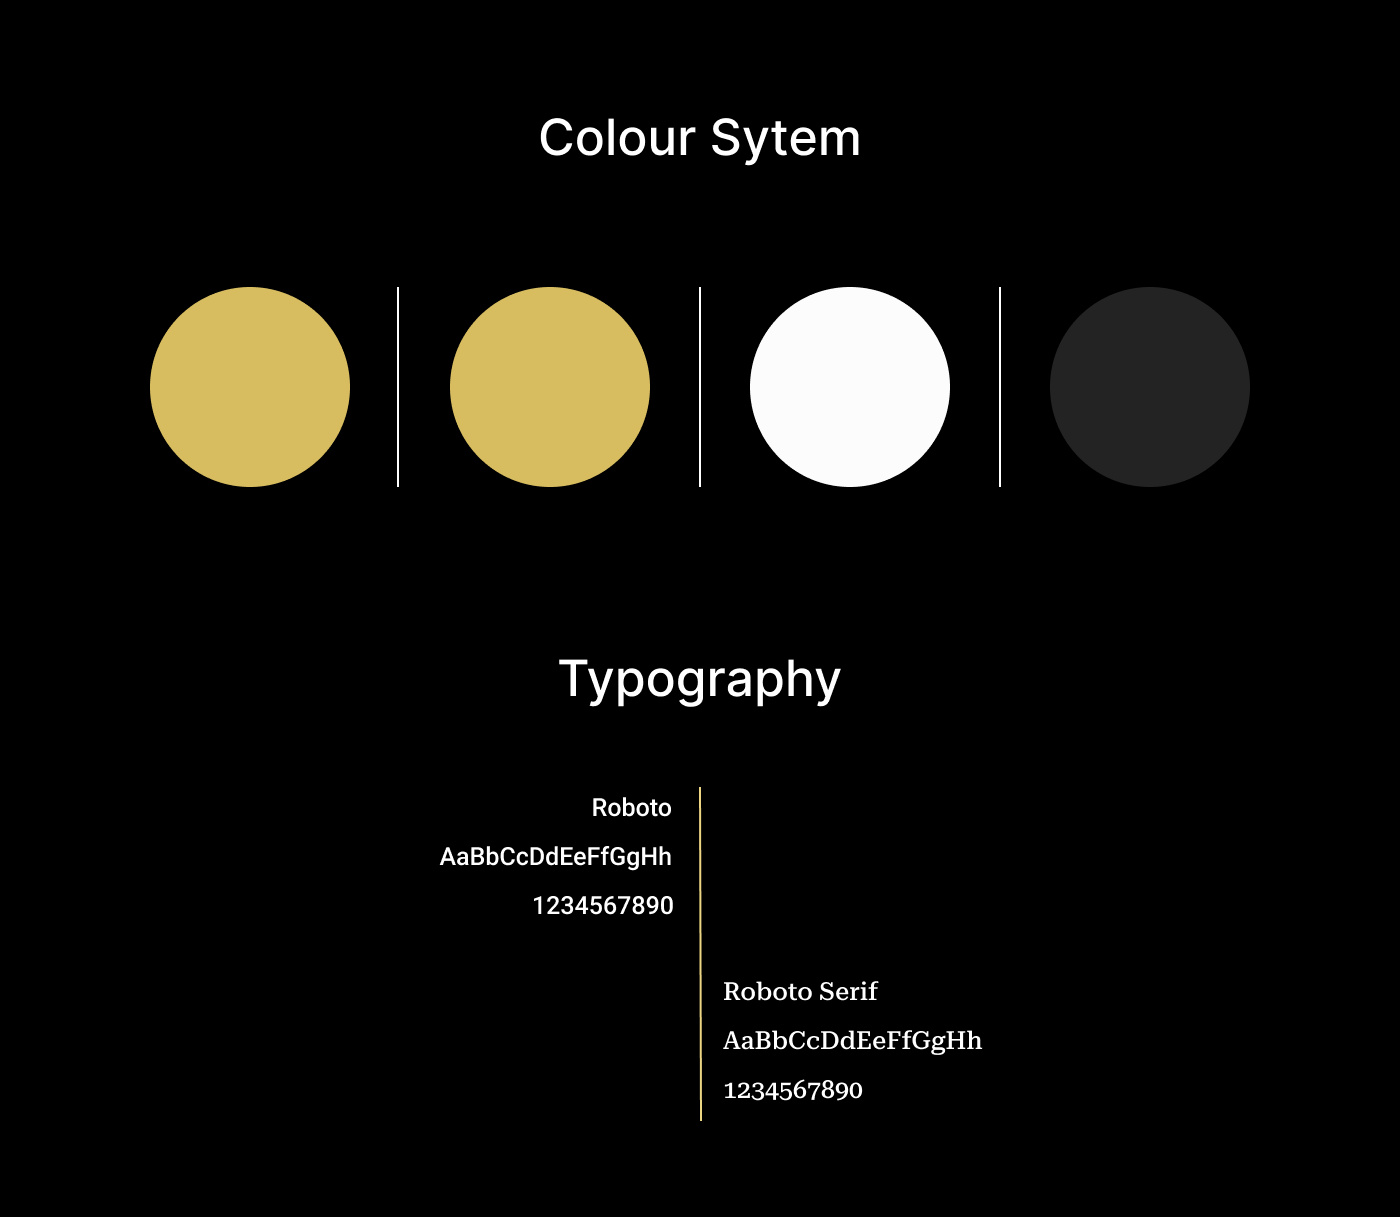 Colour Sytem
Typography
Roboto
AaBbCcDdEeFfGgHh
1234567890
Roboto Serif
AaBbCcDdEeFfGgHh
1234567890